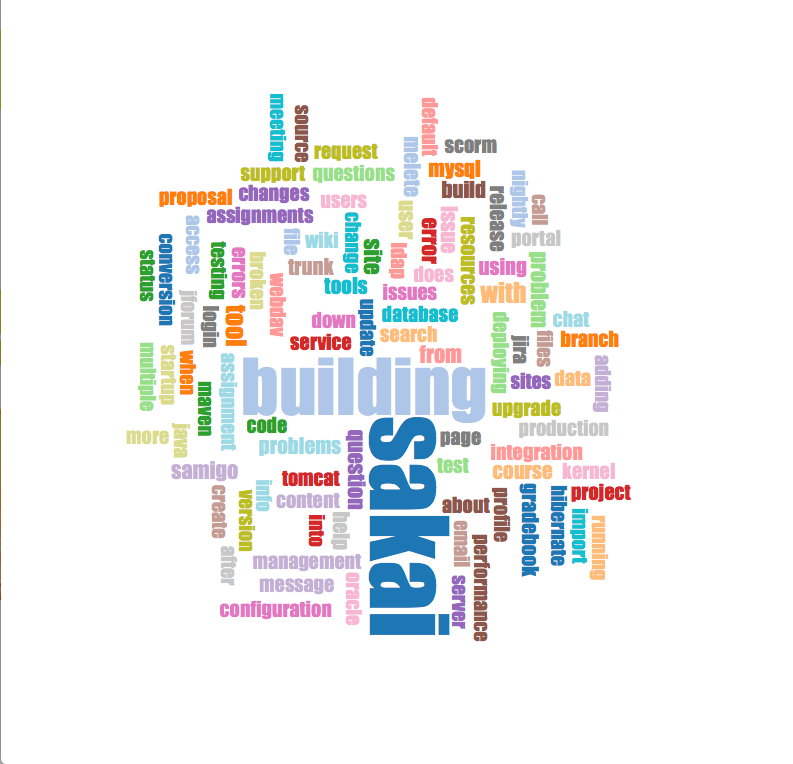 meeting
source
default
scorm
request
melete
mysql
support
questions
build
nightly
proposal
changes
users
release
call
assignments
user
issue
access
file
wiki
change
site
error
resources
portal
conversion
testing
ldap
status
errors
broken
trunk
does
using
problem
webdav
tools
issues
with
jforum
login
tool
down
update
database
deploying
chat
service
search
jira
files
branch
multiple
startup
when
assignment
from
building
sites
data
adding
maven
upgrade
more
java
code
sakai
production
problems
question
page
integration
samigo
test
course
kernel
tomcat
create
version
info
content
about
profile
gradebook
hibernate
project
into
help
email
import
running
after
management
performance
message
oracle
server
configuration